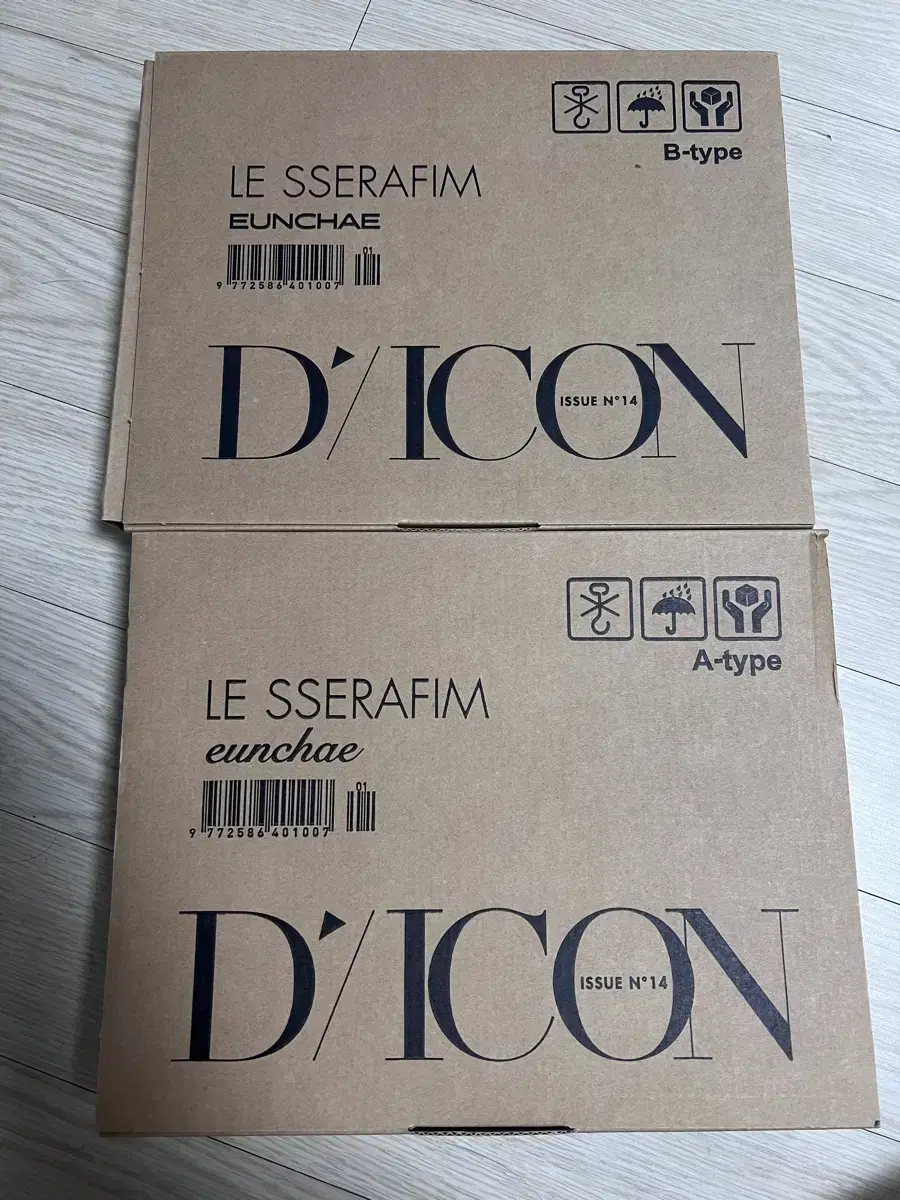 B-type
LE SSERAFIM
EUNCHAE
01
9 772586 401007
D'/ICON
ISSUE N°14
A-type
LE SSERAFIM
eunchae
01
9 772586 401007
D'/ICON
ISSUE N°14